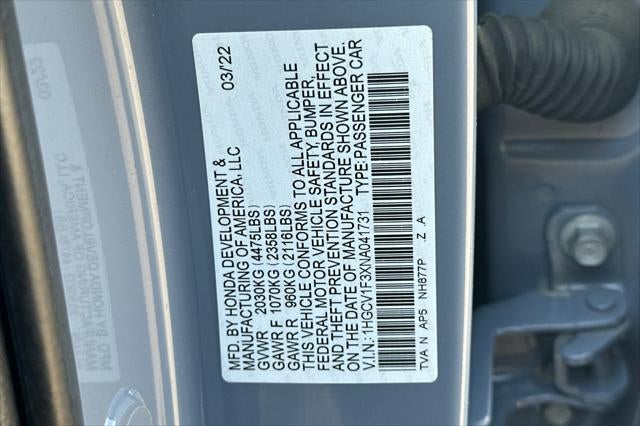 MFD. BY HONDA DEVELOPMENT & 03/22
MANUFACTURING OF AMERICA, LLC
GVWR 2030KG (4475LBS)
GAWR F 1070KG (2358LBS)
GAWR R 960KG (2116LBS)
THIS VEHICLE CONFORMS TO ALL APPLICABLE
FEDERAL MOTOR VEHICLE SAFETY, BUMPER,
AND THEFT PREVENTION STANDARDS IN EFFECT
ON THE DATE OF MANUFACTURE SHOWN ABOVE.
V.I.N.:1HGCV1F3XNA041731 TYPE:PASSENGER CAR
TVA N AP5 NH877P Z .A